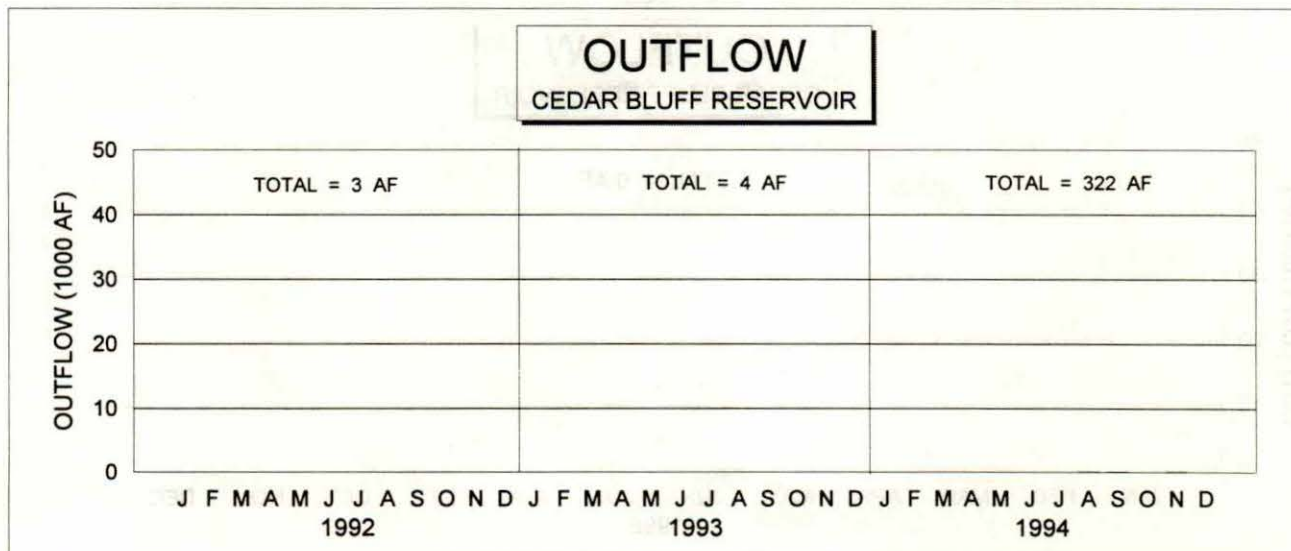 OUTFLOW
CEDAR BLUFF RESERVOIR
OUTFLOW (1000 AF)
50
40
30
20
10
0
TOTAL = 3 AF
TOTAL = 4 AF
TOTAL = 322 AF
J F M A M J J A S O N D J F M A M J J A S O N D J F M A M J J A S O N D
1992 1993 1994